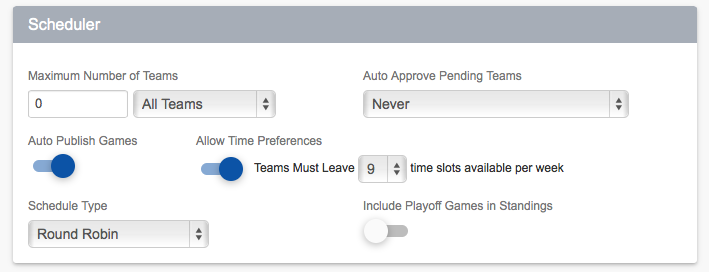 Scheduler
Maximum Number of Teams
Auto Approve Pending Teams
0 All Teams
Never
Auto Publish Games
Allow Time Preferences
Teams Must Leave 9 time slots available per week
Schedule Type
Include Playoff Games in Standings
Round Robin